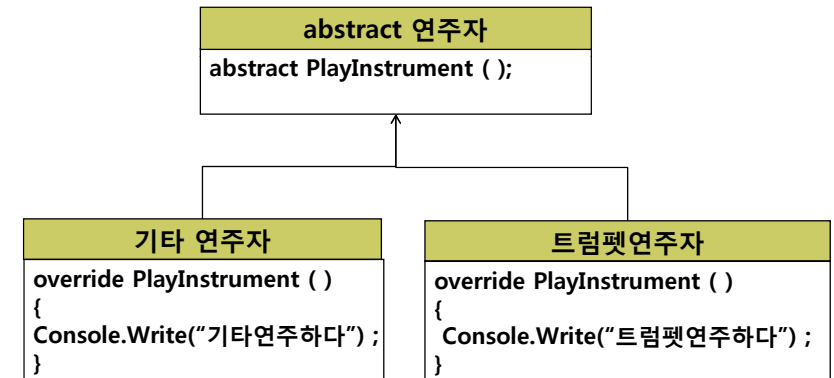 abstract 연주자
abstract PlayInstrument ( );
기타 연주자
override PlayInstrument ( )
{
Console.Write(“기타연주하다”) ;
}
트럼펫연주자
override PlayInstrument ( )
{
Console.Write(“트럼펫연주하다”) ;
}